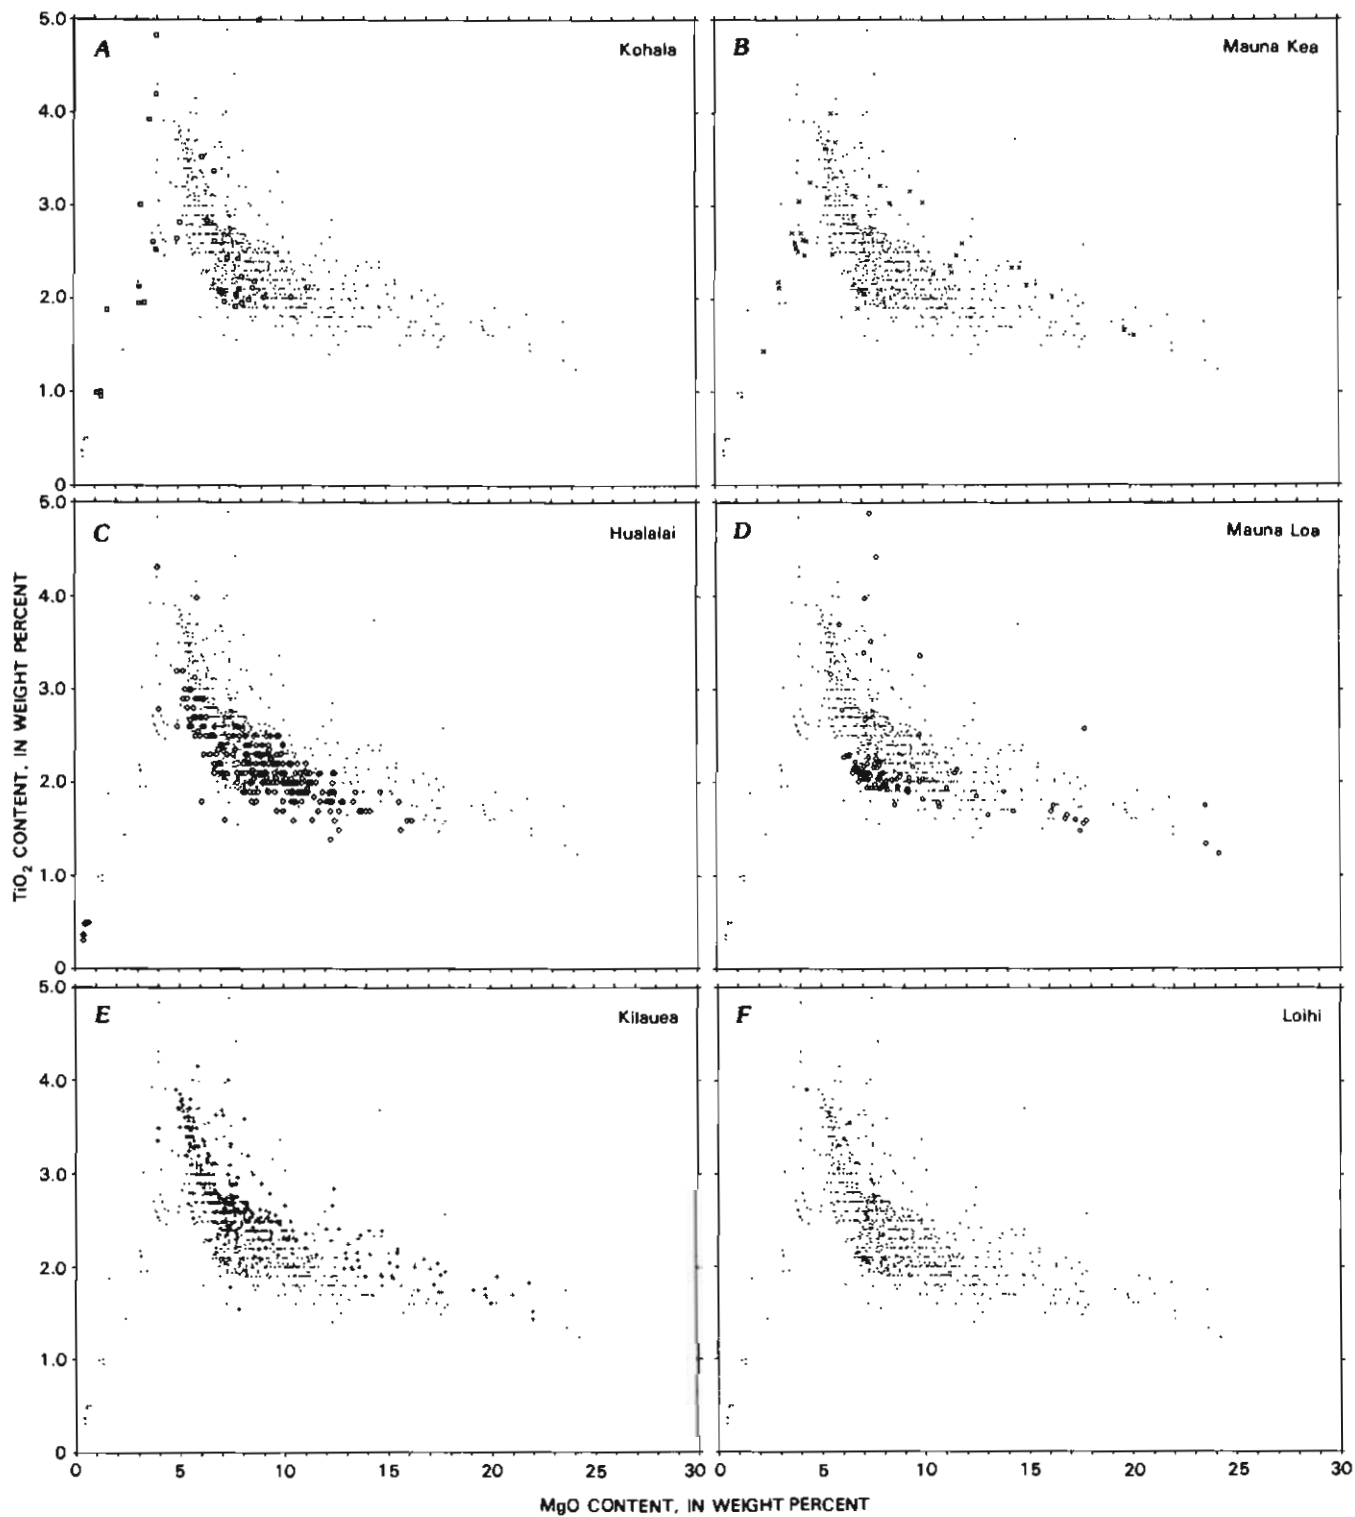 5.0
A
Kohala
B
Mauna Kea
4.0
3.0
2.0
1.0
0
5.0
C
Hualalai
D
Mauna Loa
4.0
3.0
2.0
1.0
0
TiO2 CONTENT, IN WEIGHT PERCENT
5.0
E
Kilauea
F
Loihi
4.0
3.0
2.0
1.0
0
0 5 10 15 20 25 30 5 10 15 20 25 30
MgO CONTENT, IN WEIGHT PERCENT